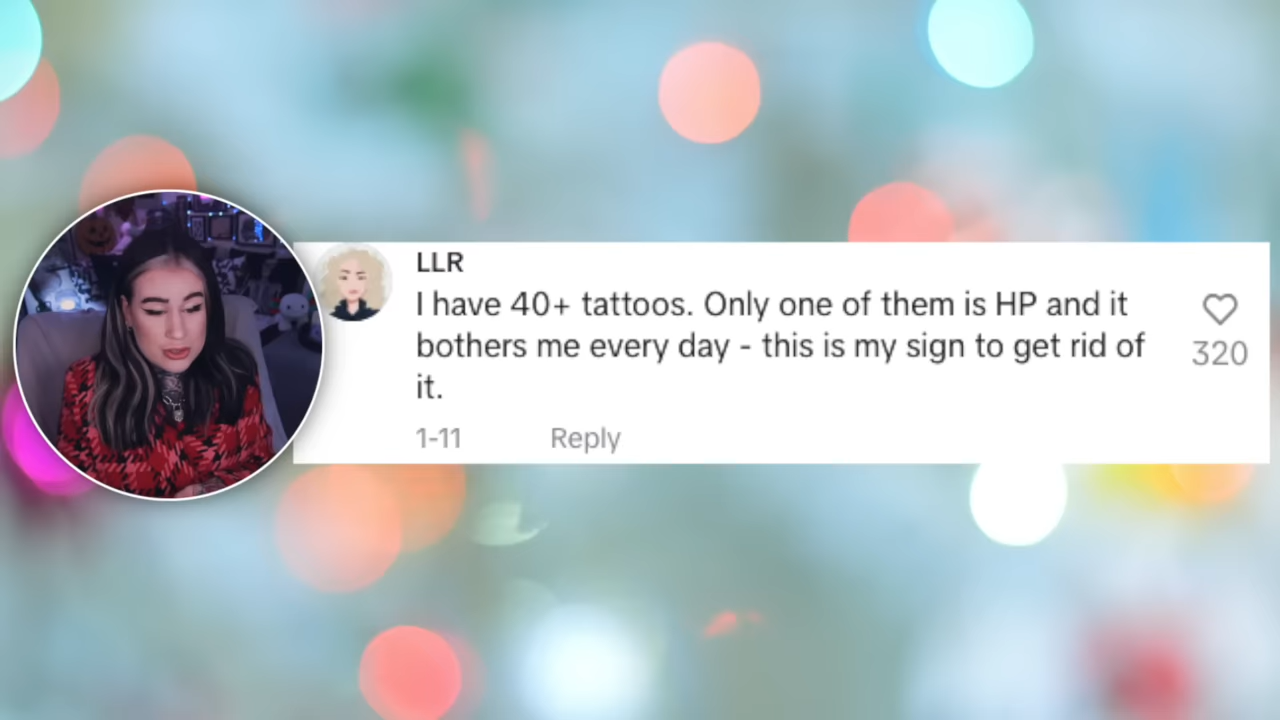 LLR
I have 40+ tattoos. Only one of them is HP and it
bothers me every day - this is my sign to get rid of
it.
320
1-11 Reply